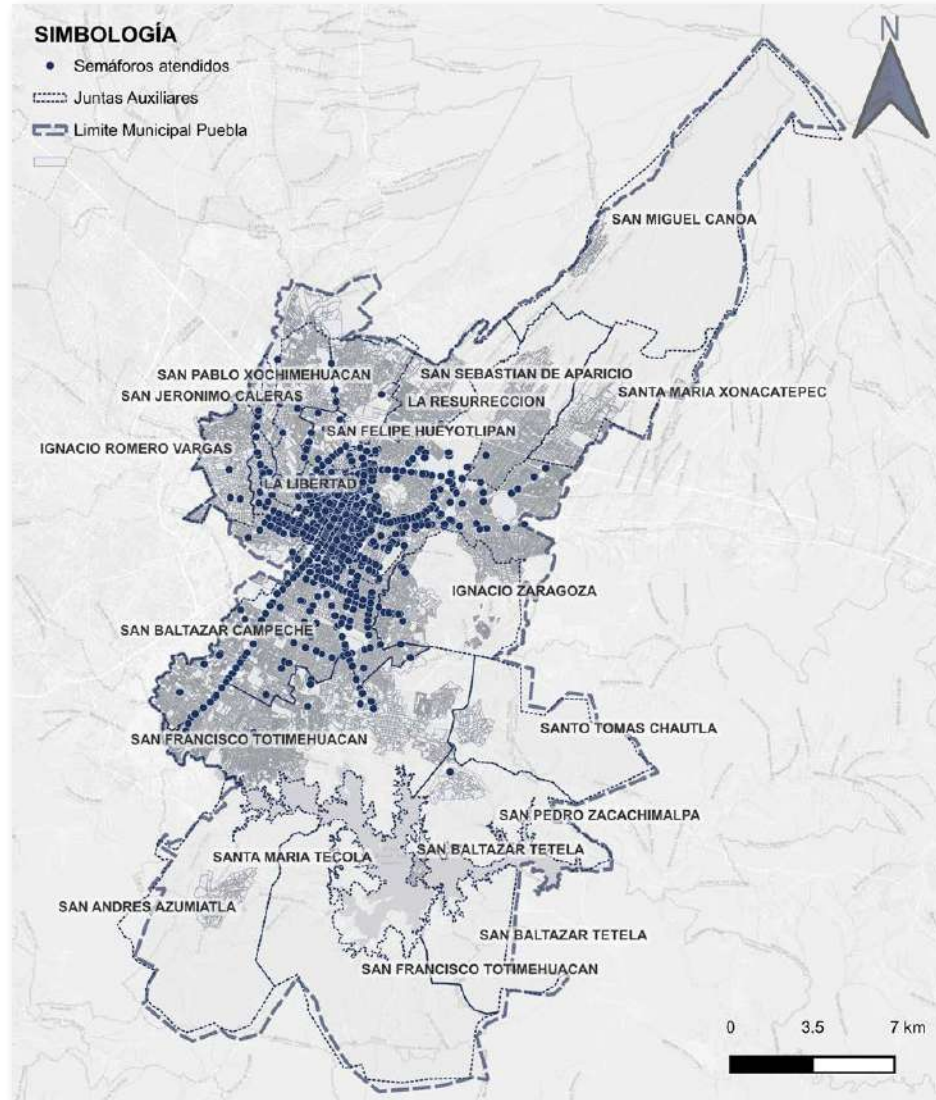 SIMBOLOGÍA
N
Semáforos atendidos
Juntas Auxiliares
Limite Municipal Puebla
SAN MIGUEL CANOA
SAN PABLO XOCHIMEHUACAN
SAN SEBASTIAN DE APARICIO
SANTA MARIA XONACATEPEC
SAN JERONIMO CALERAS
LA RESURRECCION
SAN FELIPE HUEYOTLIPAN
IGNACIO ROMERO VARGAS
LA LIBERTAD
IGNACIO ZARAGOZA
SAN BALTAZAR CAMPECHE
SANTO TOMAS CHAUTLA
SAN FRANCISCO TOTIMEHUACAN
SAN PEDRO ZACACHIMALPA
SAN BALTAZAR TETELA
SANTA MARIA TECOLA
SAN ANDRES AZUMIATLA
SAN BALTAZAR TETELA
SAN FRANCISCO TOTIMEHUACAN
0 3.5 7 km